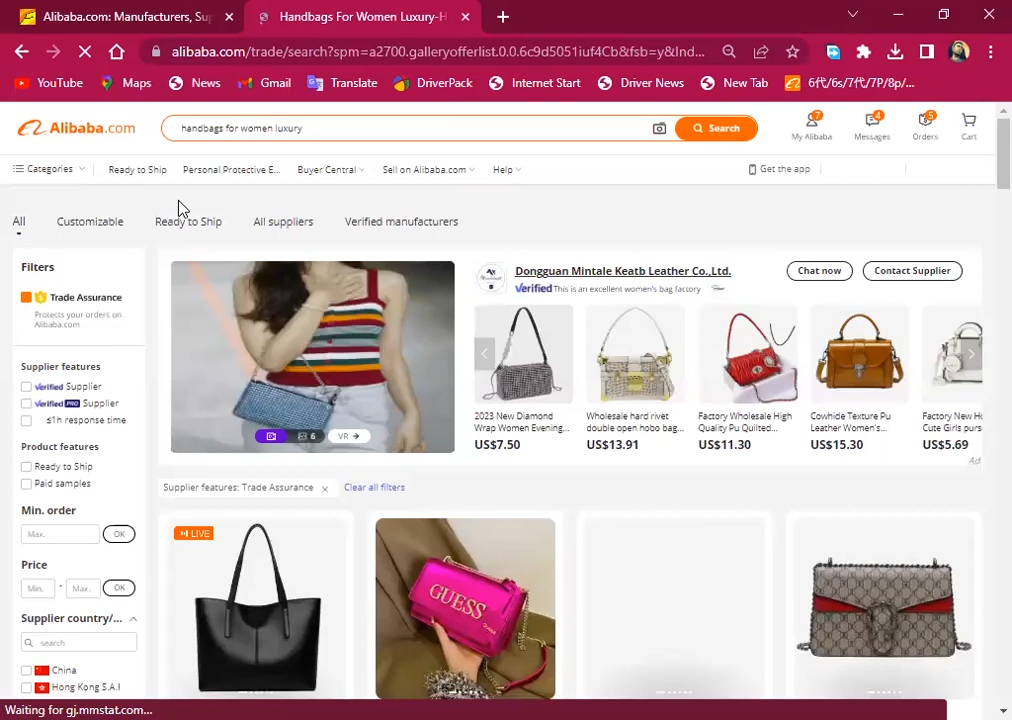 Alibaba.com: Manufacturers, Sup
Handbags For Women Luxury-H
alibaba.com/trade/search?spm=a2700.galleryofferlist.0.0.6c9d5051iuf4Cb&fsb=y&Ind...
YouTube
Maps
News
Gmail
Translate
DriverPack
Internet Start
Driver News
New Tab
6代/6s/7代/7P/8p/...
Alibaba.com
handbags for women luxury
Search
7
My Alibaba
4
Messages
5
Orders
Cart
Categories
Ready to Ship
Personal Protective E...
Buyer Central
Sell on Alibaba.com
Help
Get the app
All
Customizable
Ready to Ship
All suppliers
Verified manufacturers
Filters
Trade Assurance
Protects your orders on
Alibaba.com
Supplier features
Verified Supplier
Verified PRO Supplier
≤1h response time
Product features
Ready to Ship
Paid samples
Min. order
Max.
OK
Price
Min.
-
Max.
OK
Supplier country/...
search
China
Hong Kong S.A.R
6
VR
Dongguan Mintale Keatb Leather Co.,Ltd.
Verified This is an excellent women's bag factory
Chat now
Contact Supplier
2023 New Diamond
Wrap Women Evening...
US$7.50
Wholesale hard rivet
double open hobo bag...
US$13.91
Factory Wholesale High
Quality Pu Quilted...
US$11.30
Cowhide Texture Pu
Leather Women's...
US$15.30
Factory New Ho
Cute Girls purs
US$5.69
Ad
Supplier features: Trade Assurance
Clear all filters
LIVE
GUESS
Waiting for gj.mmstat.com...